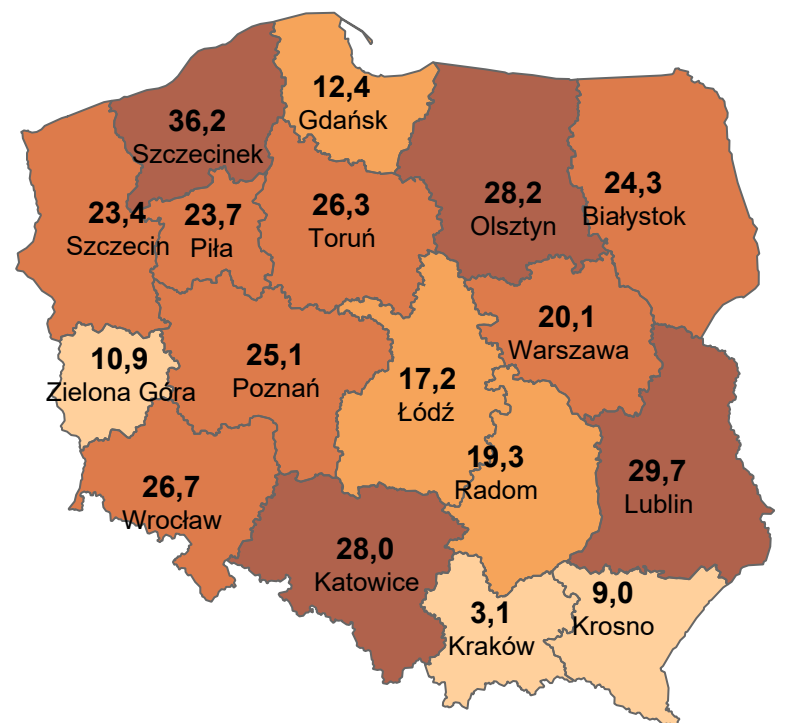 12,4
Gdańsk
36,2
Szczecinek
28,2
Olsztyn
24,3
Białystok
23,4
Szczecin
23,7
Piła
26,3
Toruń
20,1
Warszawa
10,9
Zielona Góra
25,1
Poznań
17,2
Łódź
19,3
Radom
29,7
Lublin
26,7
Wrocław
28,0
Katowice
3,1
Kraków
9,0
Krosno